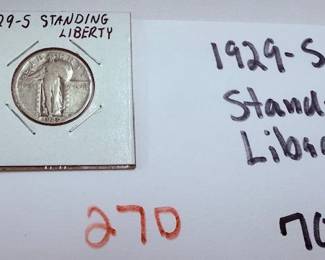 29-S STANDING
LIBERTY
1929-S
Stand
Libe
270
70